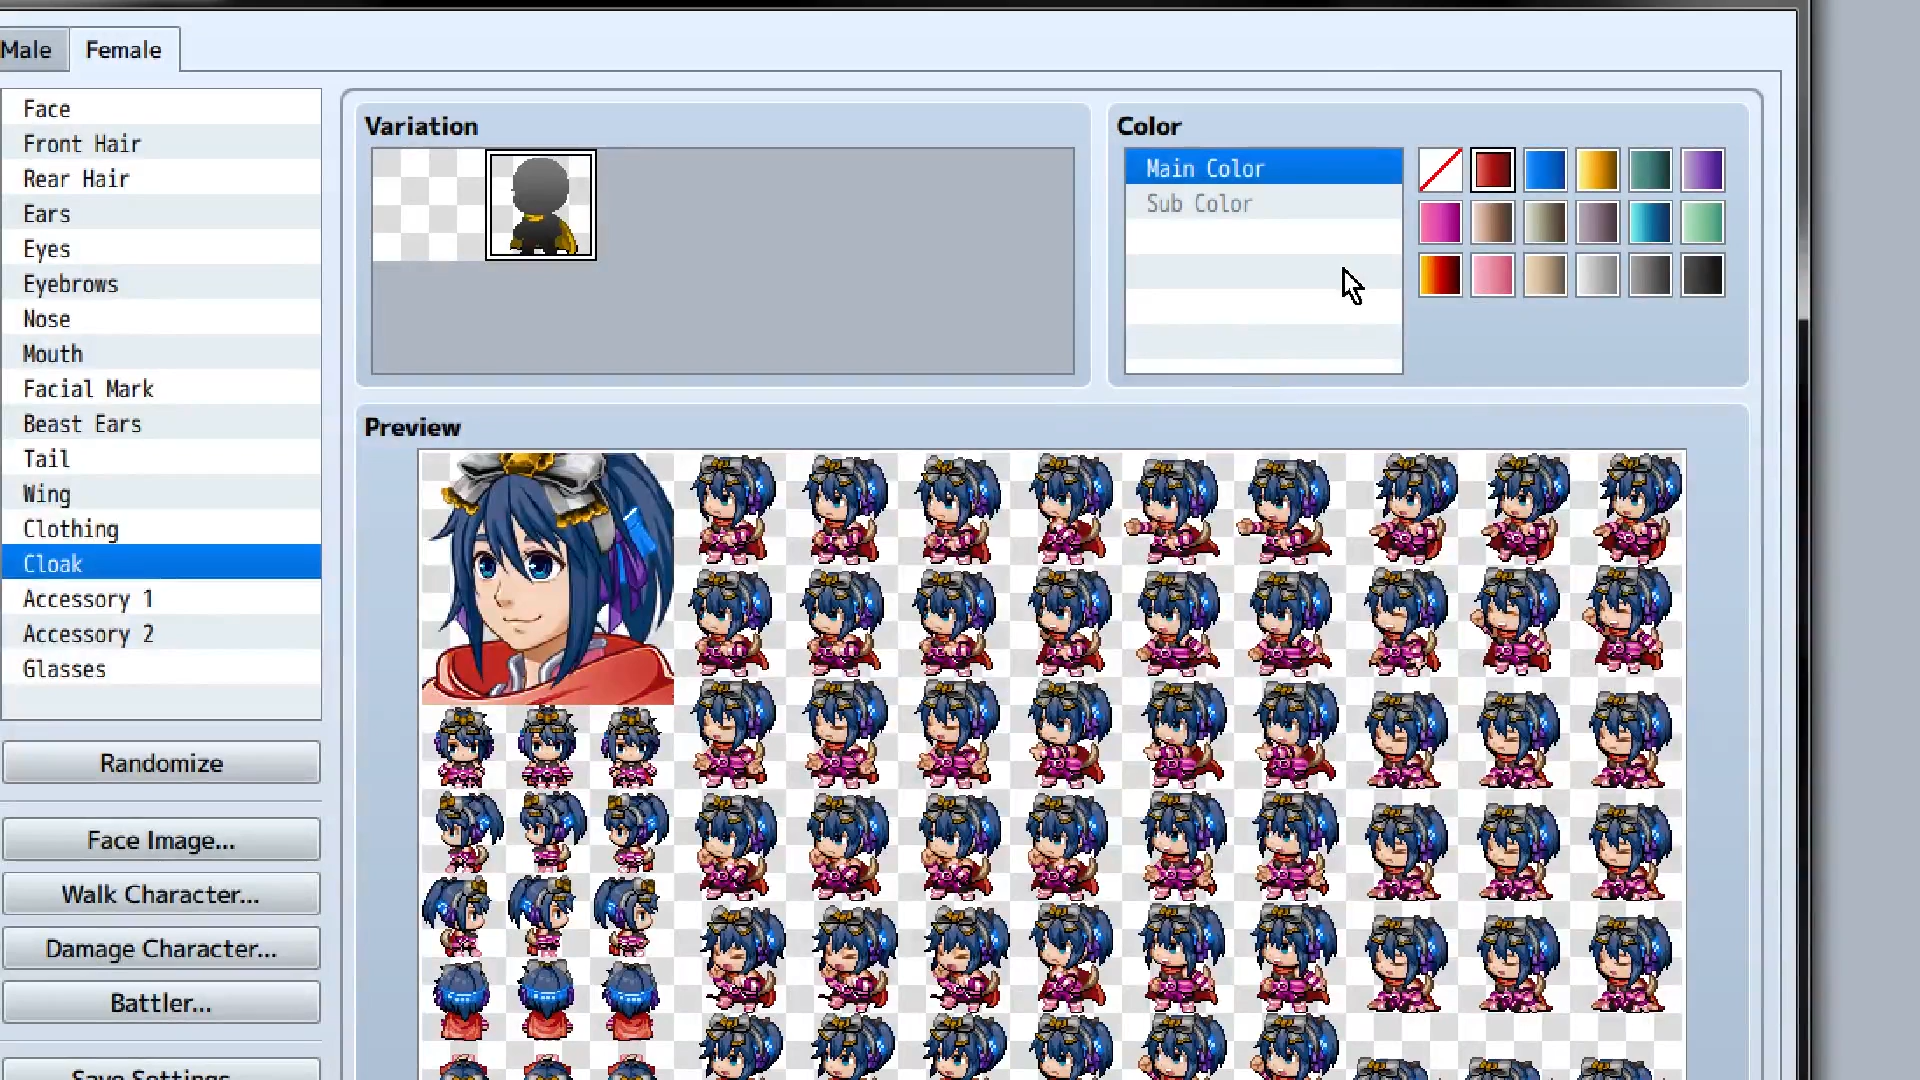 Male
Female
Face
Front Hair
Rear Hair
Ears
Eyes
Eyebrows
Nose
Mouth
Facial Mark
Beast Ears
Tail
Wing
Clothing
Cloak
Accessory 1
Accessory 2
Glasses
Randomize
Face Image...
Walk Character...
Damage Character...
Battler...
Save Settings
Variation
Color
Main Color
Sub Color
Preview